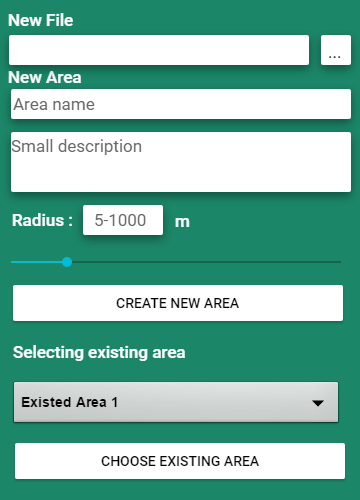 New File
...
New Area
Area name
Small description
Radius : 5-1000 m
CREATE NEW AREA
Selecting existing area
Existed Area 1
CHOOSE EXISTING AREA